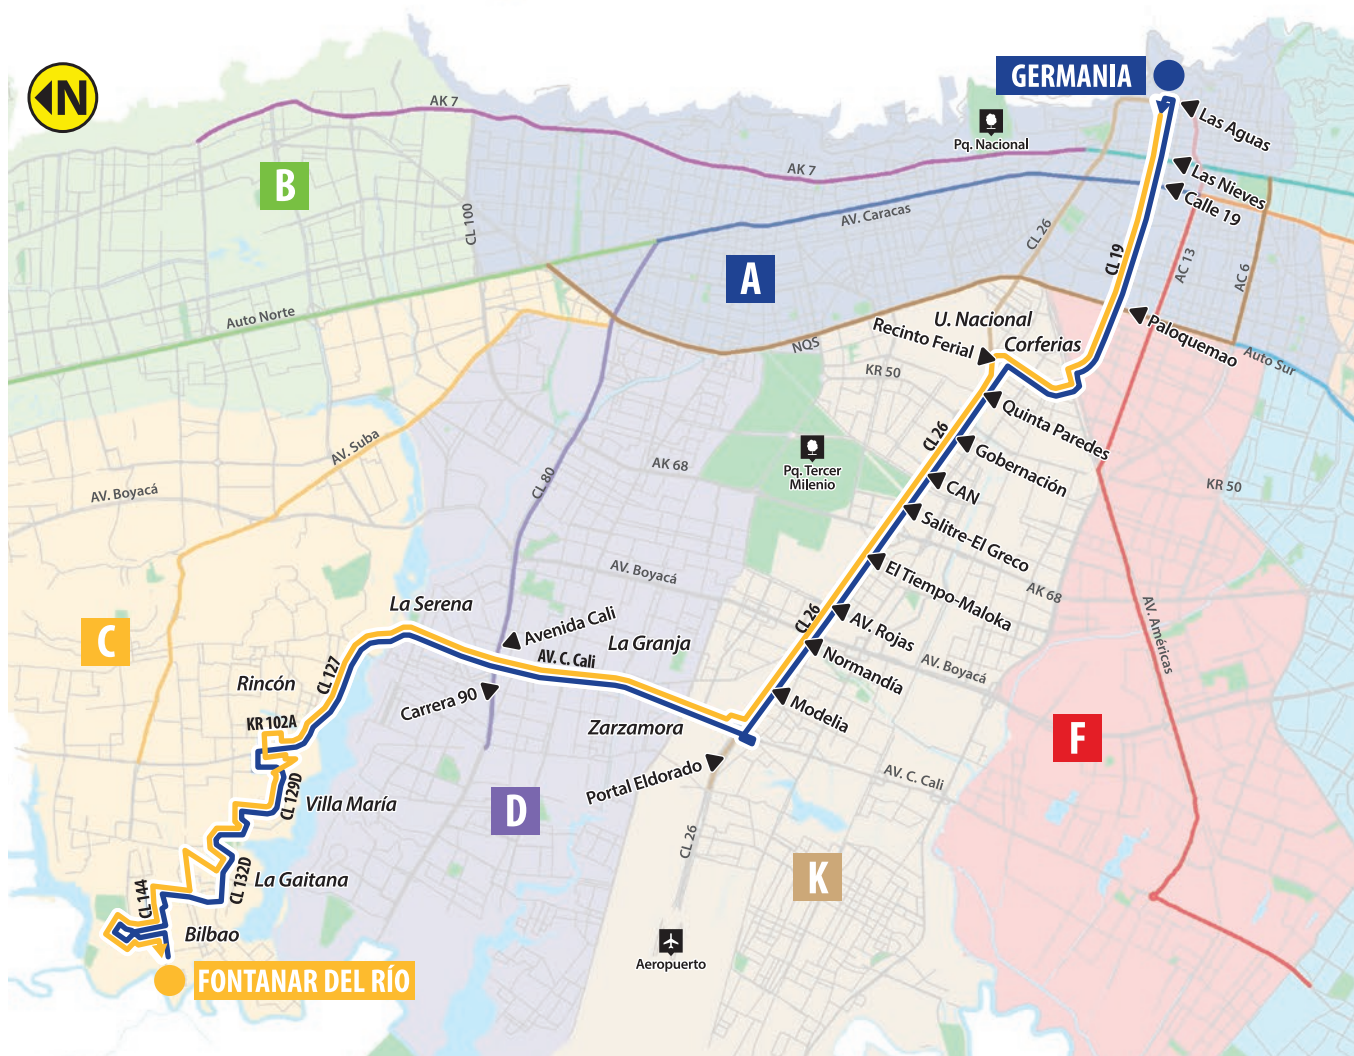 N
GERMANIA
Las Aguas
AK 7
Pq. Nacional
Las Nieves
AK 7
B
Calle 19
CL 100
AV. Caracas
CL 26
CL 19
AC 13
AC 6
A
Auto Norte
U. Nacional
Corferias
Recinto Ferial
Paloquemao
NQS
Auto Sur
KR 50
Quinta Paredes
CL 26
AV. Suba
Gobernación
AK 68
Pq. Tercer
Milenio
CL 80
CAN
KR 50
AV. Boyacá
Salitre-El Greco
AV. Boyacá
El Tiempo-Maloka
AK 68
La Serena
Avenida Cali
CL 26
AV. Rojas
AV. Américas
C
La Granja
AV. C. Cali
Normandía
AV. Boyacá
CL 127
Rincón
Carrera 90
Modelia
KR 102A
Zarzamora
F
Portal Eldorado
AV. C. Cali
CL 129D
Villa María
D
CL 26
CL 132D
La Gaitana
K
CL 144
Bilbao
Aeropuerto
FONTANAR DEL RÍO